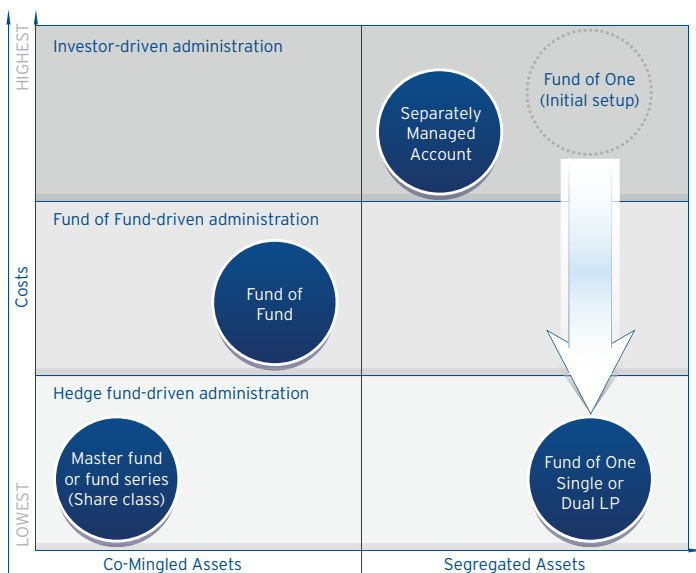 HIGHEST
Investor-driven administration
Fund of One
(Initial setup)
Separately
Managed
Account
Fund of Fund-driven administration
Costs
Fund of
Fund
Hedge fund-driven administration
Master fund
or fund series
(Share class)
Fund of One
Single or
Dual LP
LOWEST
Co-Mingled Assets
Segregated Assets